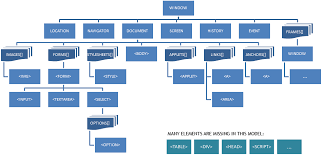 WINDOW
LOCATION NAVIGATOR DOCUMENT SCREEN HISTORY EVENT FRAMES[]
IMAGES[] FORMS[] STYLESHEETS[] <BODY> APPLETS[] LINKS[] ANCHORS[] WINDOW
<IMG> <FORM> <STYLE> <APPLET> <A> <A> ...
<INPUT> <TEXTAREA> <SELECT> <AREA>
OPTIONS[]
<OPTION>
MANY ELEMENTS ARE MISSING IN THIS MODEL:
<TABLE> <DIV> <HEAD> <SCRIPT> ...